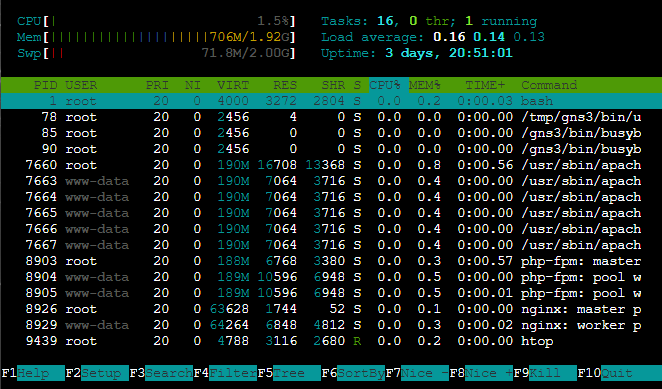 CPU[| 1.5%] Tasks: 16, 0 thr; 1 running
Mem[||||||||||||||||||||706M/1.92G] Load average: 0.16 0.14 0.13
Swp[| 71.8M/2.00G] Uptime: 3 days, 20:51:01
PID USER PRI NI VIRT RES SHR S CPU% MEM% TIME+ Command
1 root 20 0 4000 3272 2804 S 0.0 0.2 0:00.03 bash
78 root 20 0 2456 4 0 S 0.0 0.0 0:00.00 /tmp/gns3/bin/u
85 root 20 0 2456 0 0 S 0.0 0.0 0:00.00 /gns3/bin/busyb
90 root 20 0 2456 0 0 S 0.0 0.0 0:00.00 /gns3/bin/busyb
7660 root 20 0 190M 16708 13368 S 0.0 0.8 0:00.56 /usr/sbin/apach
7663 www-data 20 0 190M 7064 3716 S 0.0 0.4 0:00.00 /usr/sbin/apach
7664 www-data 20 0 190M 7064 3716 S 0.0 0.4 0:00.00 /usr/sbin/apach
7665 www-data 20 0 190M 7064 3716 S 0.0 0.4 0:00.00 /usr/sbin/apach
7666 www-data 20 0 190M 7064 3716 S 0.0 0.4 0:00.00 /usr/sbin/apach
7667 www-data 20 0 190M 7064 3716 S 0.0 0.4 0:00.00 /usr/sbin/apach
8903 root 20 0 188M 6768 3380 S 0.0 0.3 0:00.57 php-fpm: master
8904 www-data 20 0 189M 10596 6948 S 0.0 0.5 0:00.00 php-fpm: pool w
8905 www-data 20 0 189M 10596 6948 S 0.0 0.5 0:00.01 php-fpm: pool w
8926 root 20 0 63628 1744 52 S 0.0 0.1 0:00.00 nginx: master p
8929 www-data 20 0 64264 6848 4812 S 0.0 0.3 0:00.02 nginx: worker p
9439 root 20 0 4788 3116 2680 R 0.0 0.2 0:00.00 htop
F1Help F2Setup F3SearchF4FilterF5Tree F6SortByF7Nice -F8Nice +F9Kill F10Quit